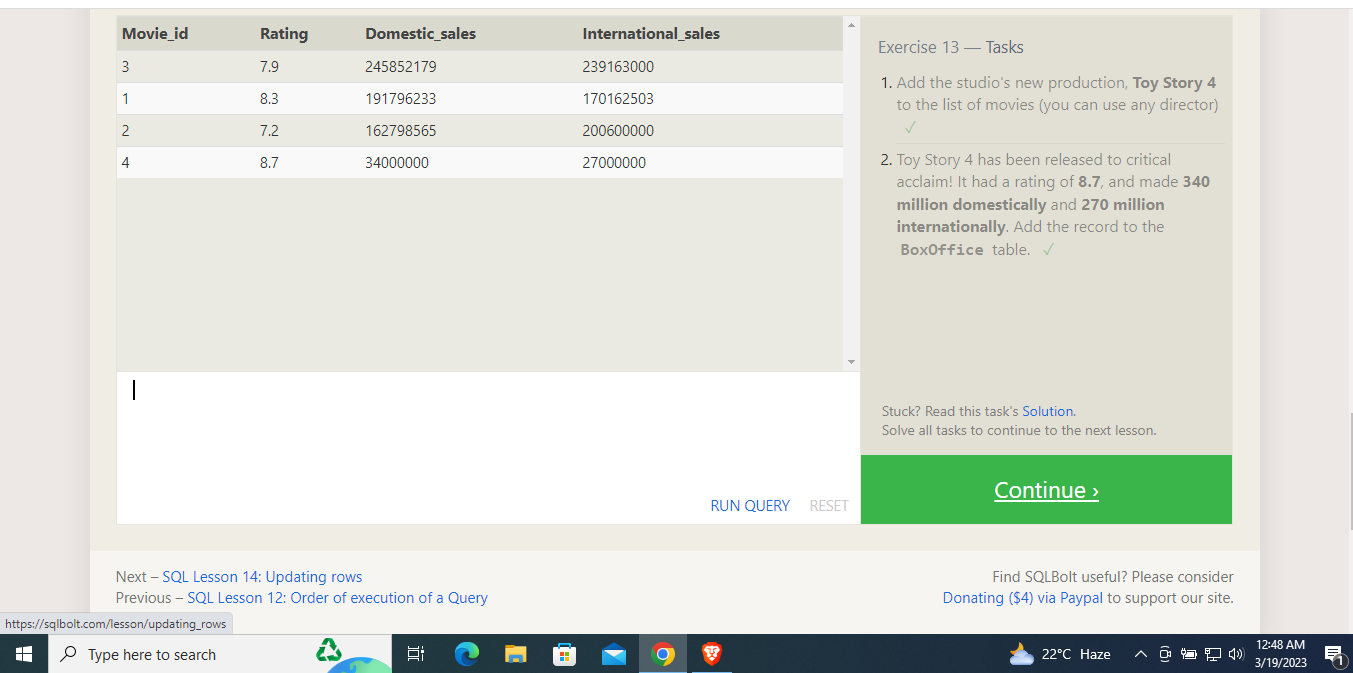 Movie_id Rating Domestic_sales International_sales
3 7.9 245852179 239163000
1 8.3 191796233 170162503
2 7.2 162798565 200600000
4 8.7 34000000 27000000
RUN QUERY RESET
Exercise 13 — Tasks
1. Add the studio's new production, Toy Story 4
to the list of movies (you can use any director)
✓
2. Toy Story 4 has been released to critical
acclaim! It had a rating of 8.7, and made 340
million domestically and 270 million
internationally. Add the record to the
BoxOffice table. ✓
Stuck? Read this task's Solution.
Solve all tasks to continue to the next lesson.
Continue ›
Next – SQL Lesson 14: Updating rows
Previous – SQL Lesson 12: Order of execution of a Query
Find SQLBolt useful? Please consider
Donating ($4) via Paypal to support our site.
https://sqlbolt.com/lesson/updating_rows
Type here to search
22°C Haze
12:48 AM
3/19/2023
1